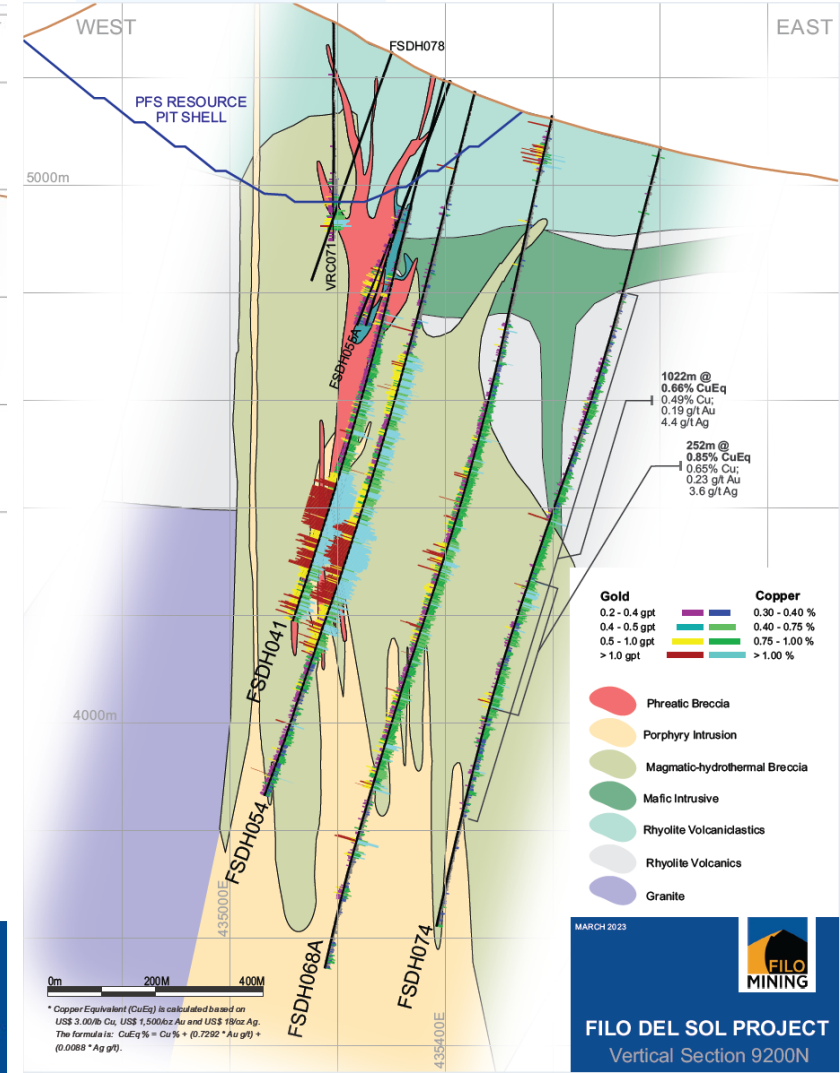 WEST
EAST
FSDH078
PFS RESOURCE
PIT SHELL
5000m
VRC071
FSDH055A
1022m @
0.66% CuEq
0.49% Cu;
0.19 g/t Au
4.4 g/t Ag
252m @
0.85% CuEq
0.65% Cu;
0.23 g/t Au
3.6 g/t Ag
Gold
Copper
0.2 - 0.4 gpt
0.30 - 0.40 %
0.4 - 0.5 gpt
0.40 - 0.75 %
0.5 - 1.0 gpt
0.75 - 1.00 %
> 1.0 gpt
> 1.00 %
FSDH041
4000m
Phreatic Breccia
Porphyry Intrusion
Magmatic-hydrothermal Breccia
Mafic Intrusive
Rhyolite Volcaniclastics
Rhyolite Volcanics
Granite
FSDH054
435000E
FSDH068A
FSDH074
435400E
0m
200M
400M
* Copper Equivalent (CuEq) is calculated based on
US$ 3.00/lb Cu, US$ 1,500/oz Au and US$ 18/oz Ag.
The formula is: CuEq % = Cu % + (0.7292 * Au g/t) +
(0.0088 * Ag g/t).
MARCH 2023
FILO
MINING
FILO DEL SOL PROJECT
Vertical Section 9200N